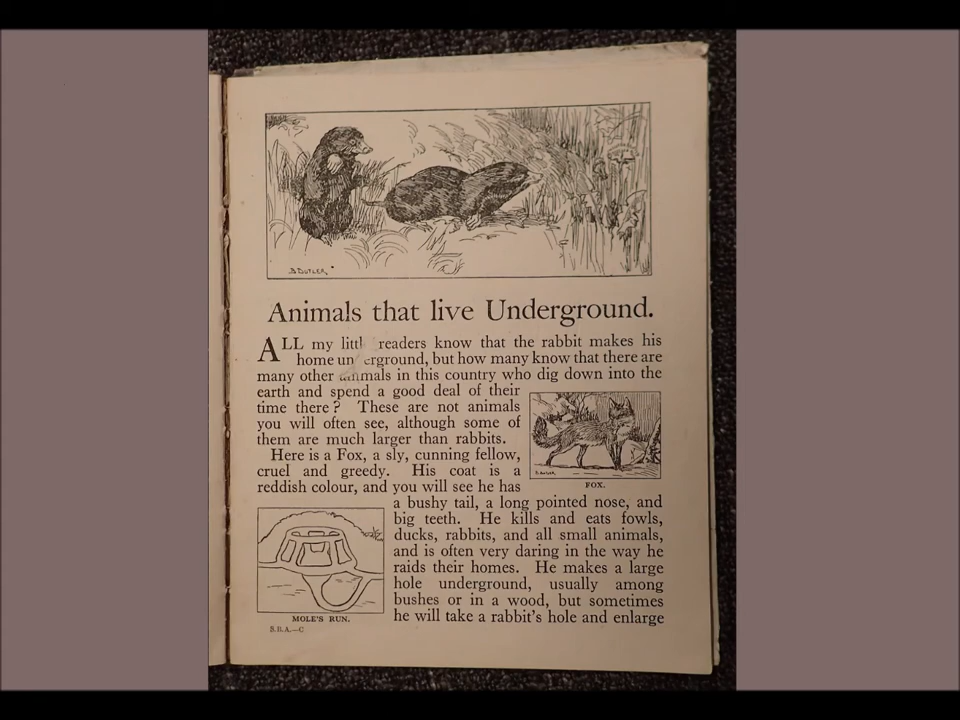 B. BUTLER
Animals that live Underground.
ALL my littl readers know that the rabbit makes his
home un erground, but how many know that there are
many other animals in this country who dig down into the
earth and spend a good deal of their
time there? These are not animals
you will often see, although some of
them are much larger than rabbits.
Here is a Fox, a sly, cunning fellow,
cruel and greedy. His coat is a
reddish colour, and you will see he has
B. BUTLER
FOX.
a bushy tail, a long pointed nose, and
big teeth. He kills and eats fowls,
ducks, rabbits, and all small animals,
and is often very daring in the way he
raids their homes. He makes a large
hole underground, usually among
bushes or in a wood, but sometimes
he will take a rabbit's hole and enlarge
MOLE'S RUN.
S.B.A.—C